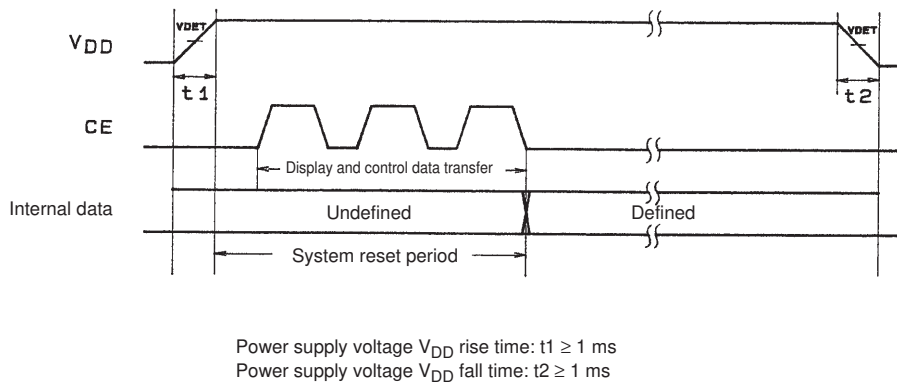 VDD
VDET
VDET
t1
t2
CE
Display and control data transfer
Internal data
Undefined
Defined
System reset period
Power supply voltage VDD rise time: t1 ≥ 1 ms
Power supply voltage VDD fall time: t2 ≥ 1 ms